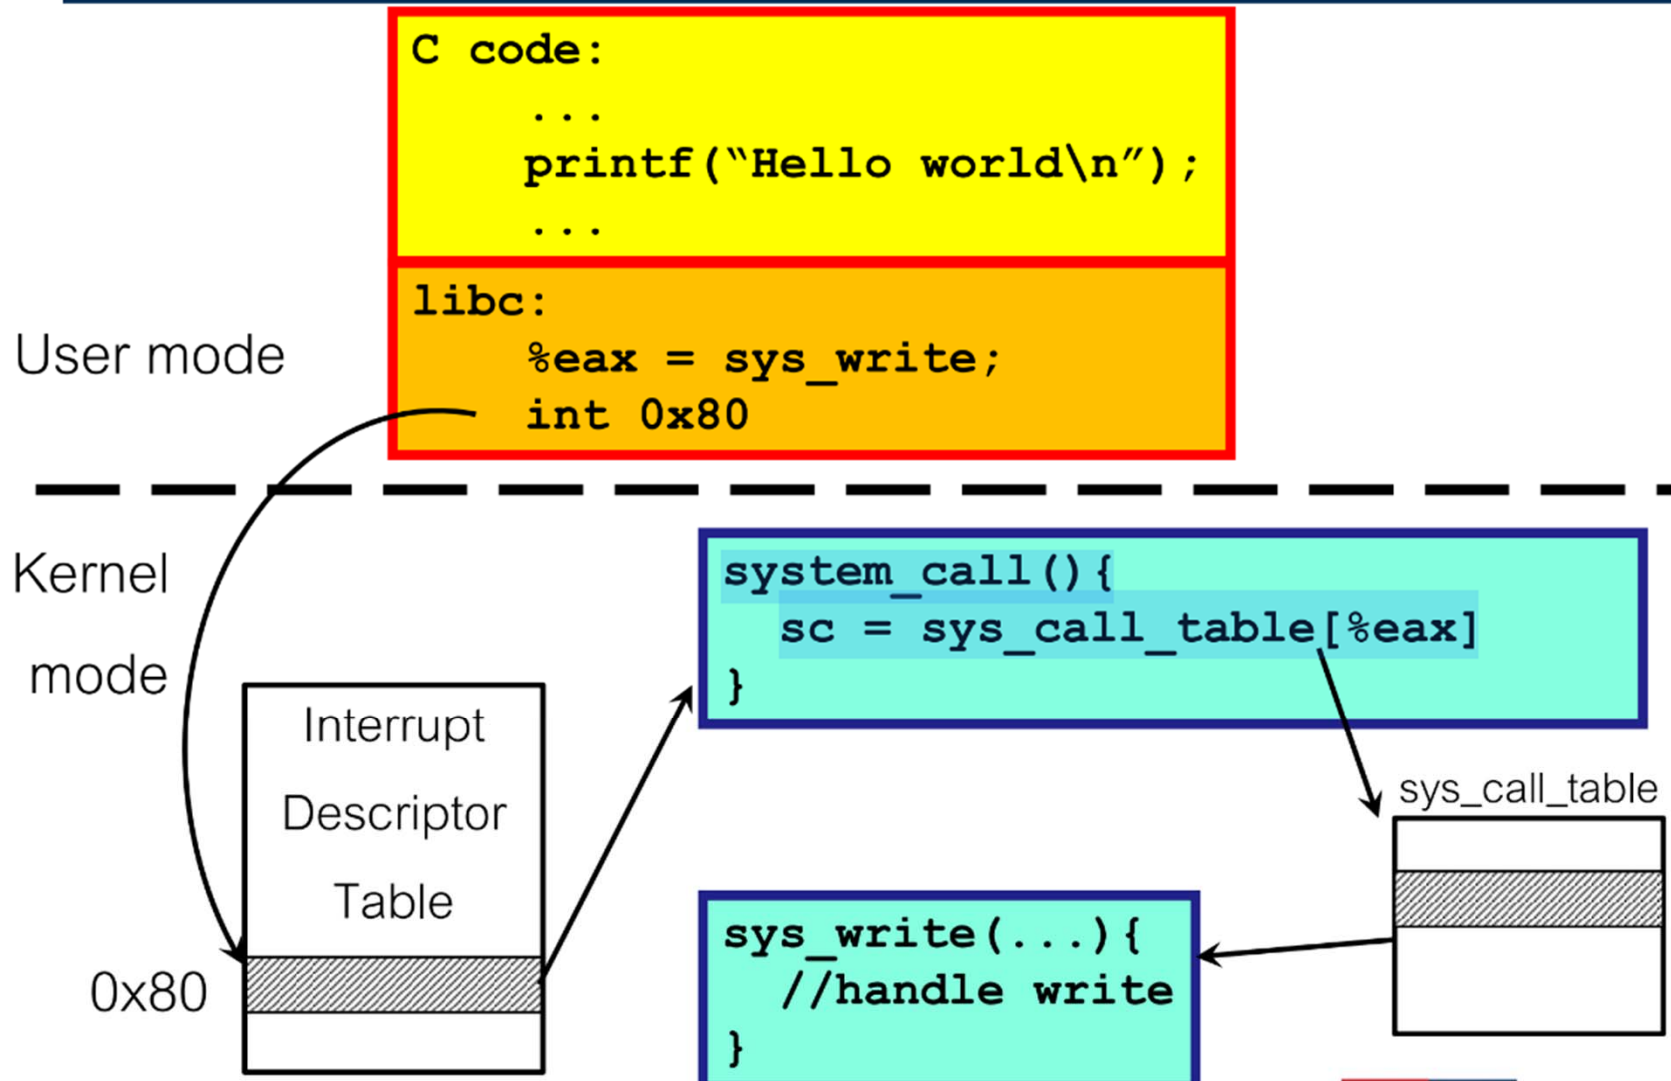 C code:
...
printf(“Hello world\n”);
...
libc:
%eax = sys_write;
int 0x80
User mode
Kernel
mode
system_call(){
sc = sys_call_table[%eax]
}
Interrupt
Descriptor
Table
0x80
sys_call_table
sys_write(...){
//handle write
}